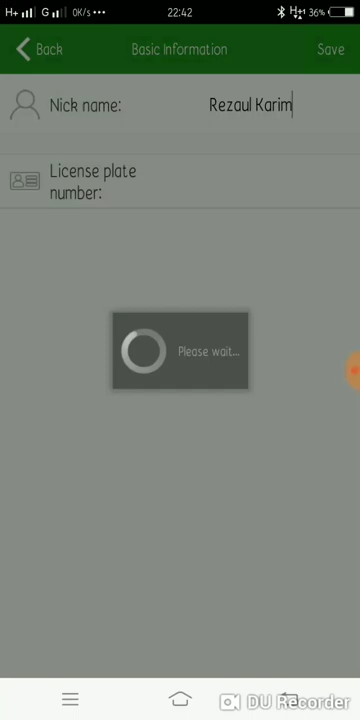 H+ G 0K/s ••• 22:42 H+1 36%
Back Basic Information Save
Nick name: Rezaul Karim
License plate
number:
Please wait...
DU Recorder